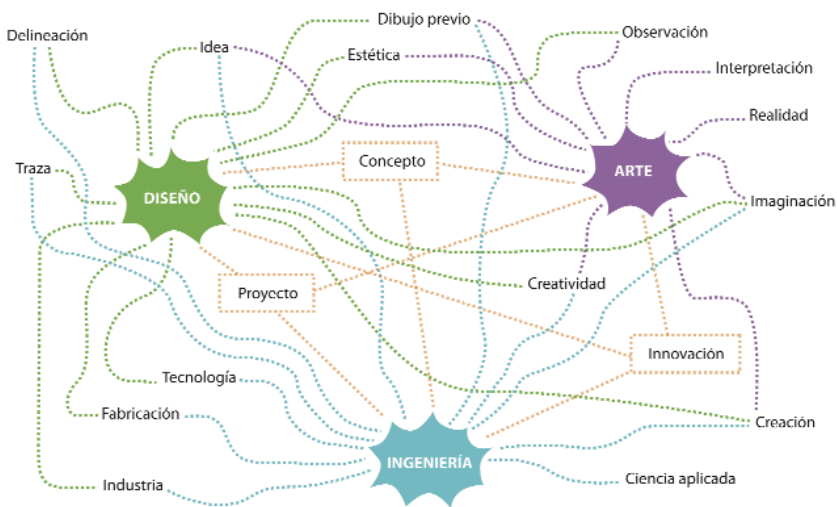 Dibujo previo
Delineación
Idea
Observación
Estética
Interpretación
Realidad
Concepto
Traza
ARTE
DISEÑO
Imaginación
Creatividad
Proyecto
Innovación
Tecnología
Fabricación
Creación
INGENIERÍA
Ciencia aplicada
Industria